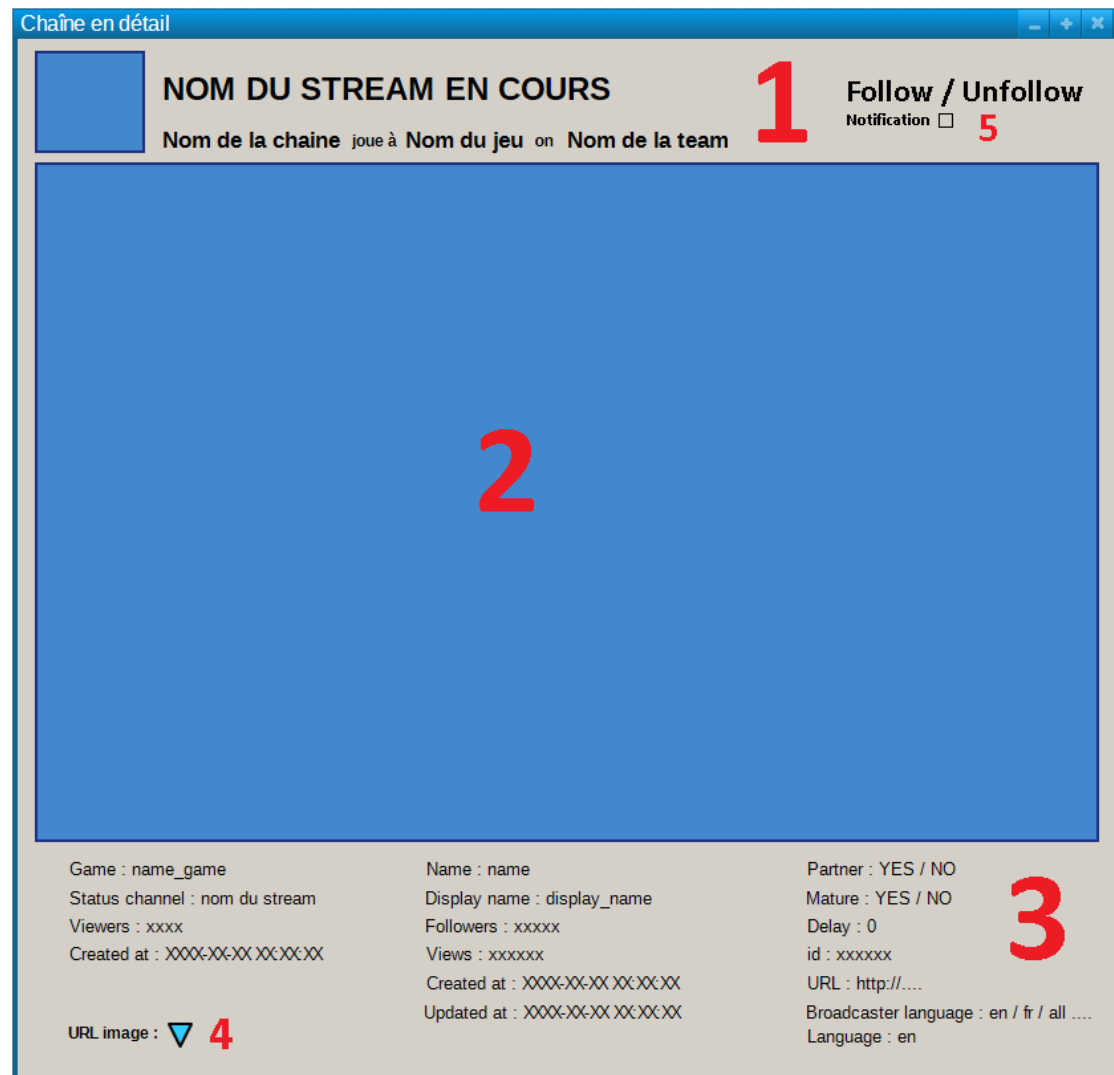 Chaîne en détail
NOM DU STREAM EN COURS
Nom de la chaine joue à Nom du jeu on Nom de la team
1
Follow / Unfollow
Notification
5
2
Game : name_game
Status channel : nom du stream
Viewers : xxxx
Created at : XXXX-XX-XX XX:XX:XX
Name : name
Display name : display_name
Followers : xxxxx
Views : xxxxxx
Created at : XXXX-XX-XX XX:XX:XX
Updated at : XXXX-XX-XX XX:XX:XX
Partner : YES / NO
Mature : YES / NO
Delay : 0
id : xxxxxx
URL : http://....
Broadcaster language : en / fr / all ....
Language : en
3
URL image :
4